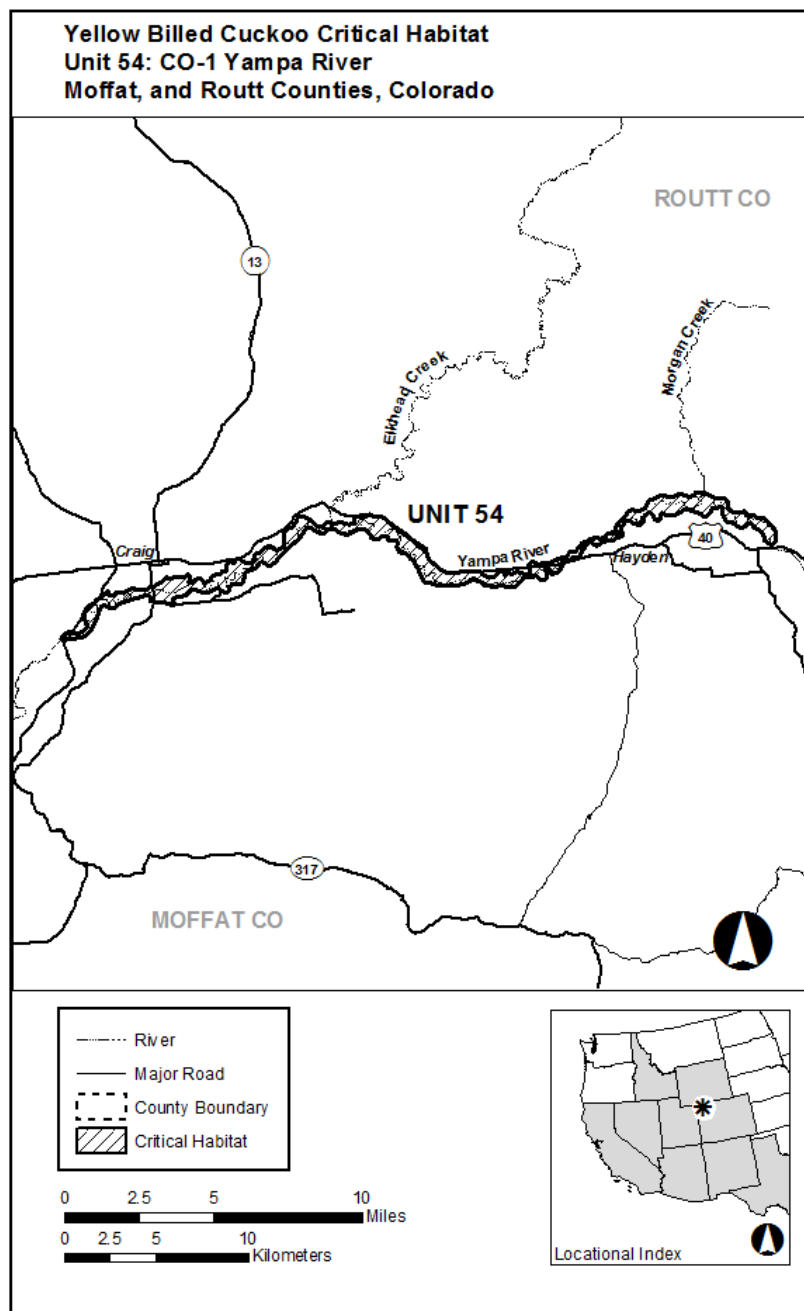 Yellow Billed Cuckoo Critical Habitat
Unit 54: CO-1 Yampa River
Moffat, and Routt Counties, Colorado
ROUTT CO
13
Morgan Creek
Elkhead Creek
UNIT 54
40
Craig
Yampa River
Hayden
317
MOFFAT CO
River
Major Road
County Boundary
Critical Habitat
0 2.5 5 10
Miles
0 2.5 5 10
Kilometers
Locational Index